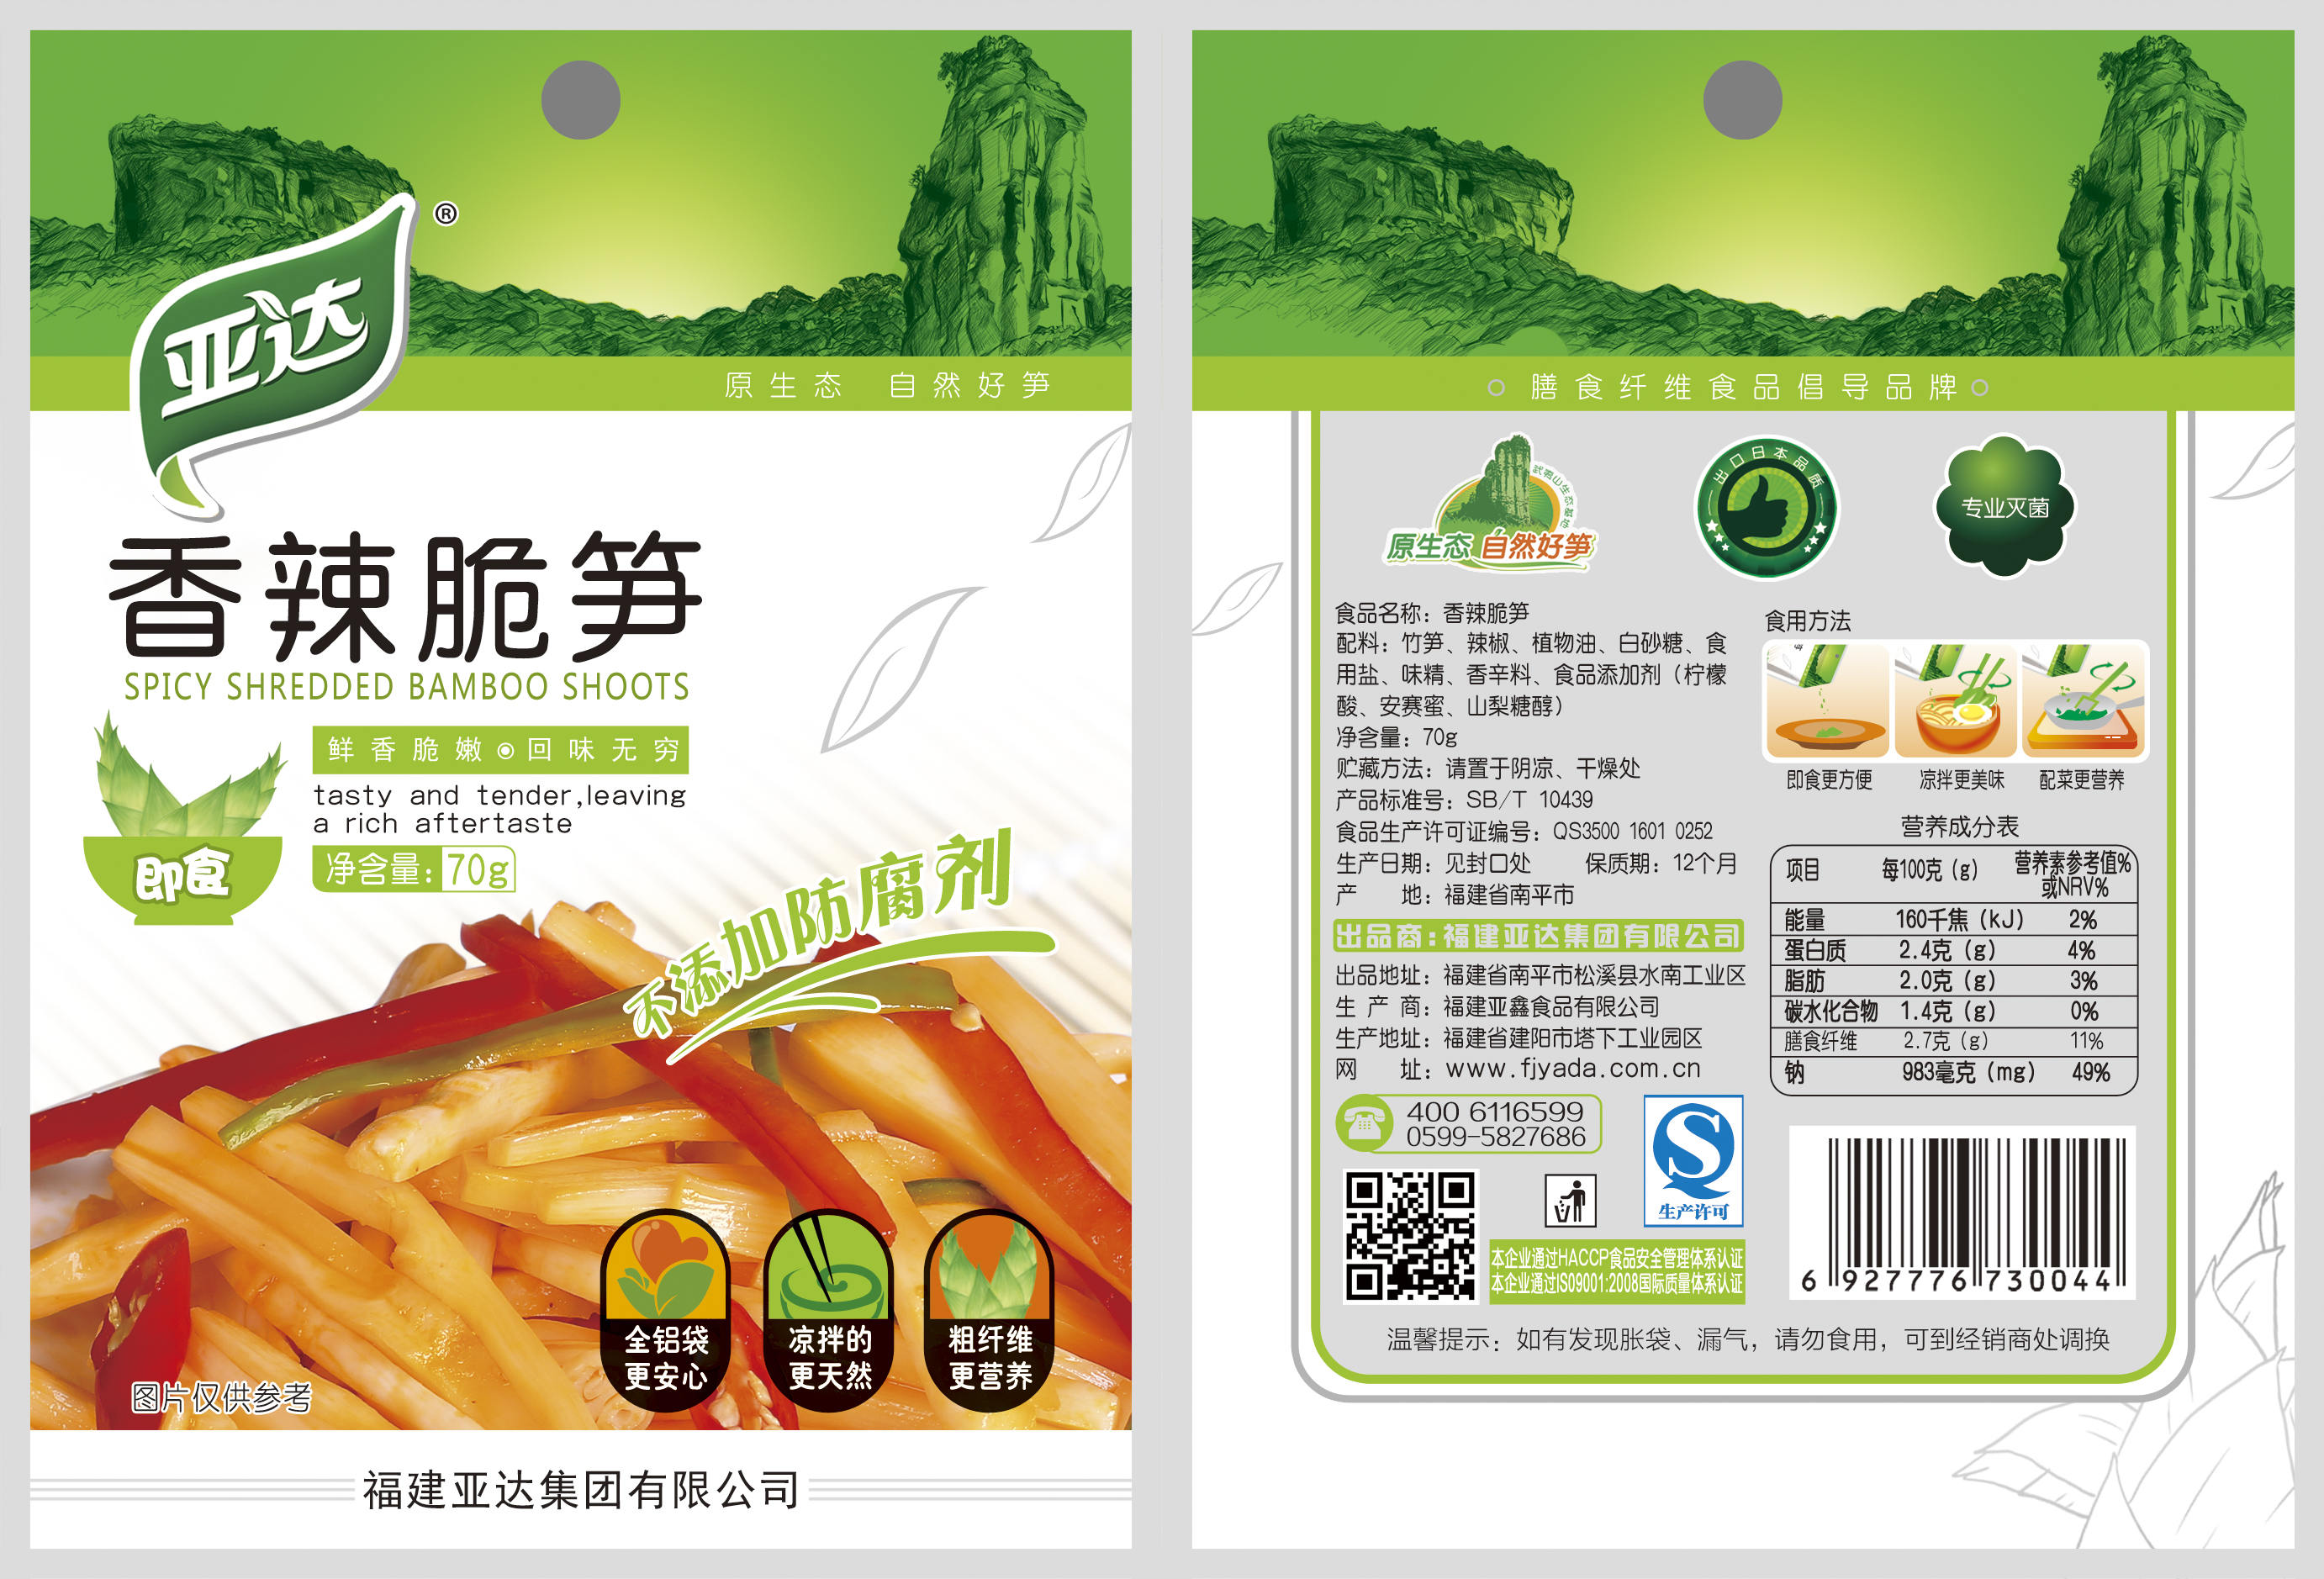 亚达
®
原生态 自然好笋
香辣脆笋
SPICY SHREDDED BAMBOO SHOOTS
鲜香脆嫩◉回味无穷
tasty and tender,leaving
a rich aftertaste
净含量：70g
即食
不添加防腐剂
全铝袋
更安心
凉拌的
更天然
粗纤维
更营养
图片仅供参考
福建亚达集团有限公司
○膳食纤维食品倡导品牌○
武夷山生态基地
原生态 自然好笋
出口日本品质
专业灭菌
食品名称：香辣脆笋
配料：竹笋、辣椒、植物油、白砂糖、食
用盐、味精、香辛料、食品添加剂（柠檬
酸、安赛蜜、山梨糖醇）
净含量：70g
贮藏方法：请置于阴凉、干燥处
产品标准号：SB/T 10439
食品生产许可证编号：QS3500 1601 0252
生产日期：见封口处 保质期：12个月
产 地：福建省南平市
出品商：福建亚达集团有限公司
出品地址：福建省南平市松溪县水南工业区
生产商：福建亚鑫食品有限公司
生产地址：福建省建阳市塔下工业园区
网 址：www.fjyada.com.cn
400 6116599
0599-5827686
食用方法
即食更方便 凉拌更美味 配菜更营养
营养成分表
项目 每100克（g） 营养素参考值%
或NRV%
能量 160千焦（kJ） 2%
蛋白质 2.4克（g） 4%
脂肪 2.0克（g） 3%
碳水化合物 1.4克（g） 0%
膳食纤维 2.7克（g） 11%
钠 983毫克（mg） 49%
生产许可
本企业通过HACCP食品安全管理体系认证
本企业通过ISO9001:2008国际质量体系认证
6 927776 730044
温馨提示：如有发现胀袋、漏气，请勿食用，可到经销商处调换